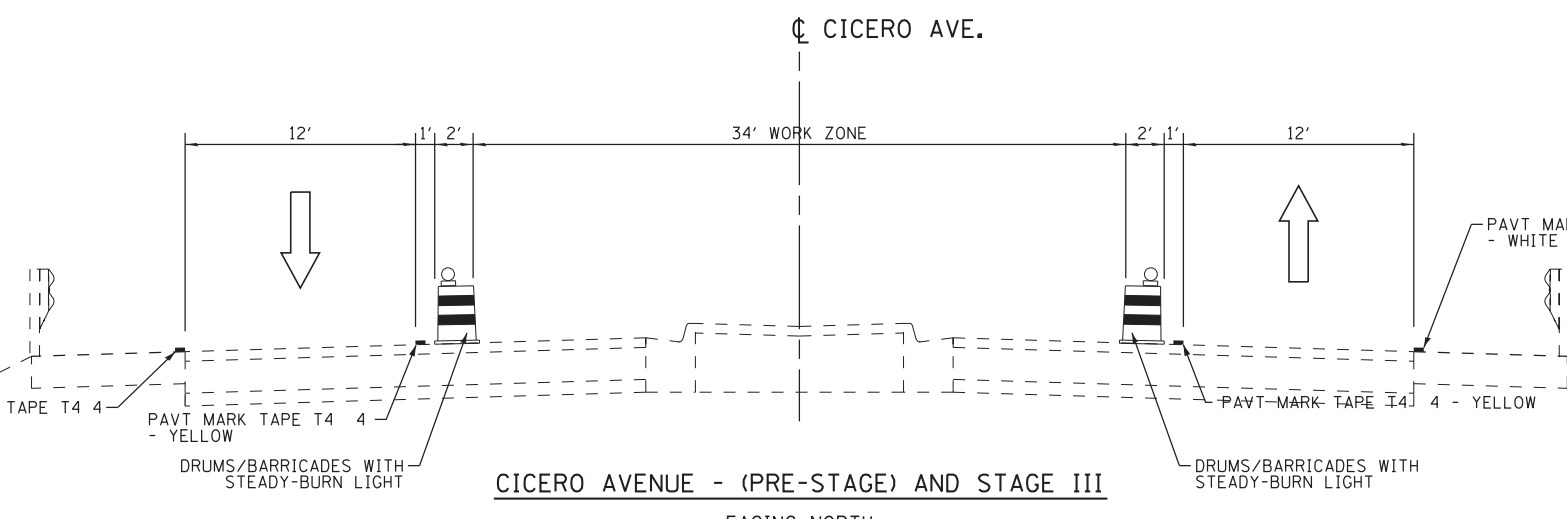 ℄ CICERO AVE.
12' 1' 2' 34' WORK ZONE 2' 1' 12'
- WHITE
TAPE T4 4
PAVT MARK TAPE T4 4
- YELLOW
PAVT MARK TAPE T4 4 - YELLOW
DRUMS/BARRICADES WITH
STEADY-BURN LIGHT
DRUMS/BARRICADES WITH
STEADY-BURN LIGHT
CICERO AVENUE - (PRE-STAGE) AND STAGE III
FACING NORTH